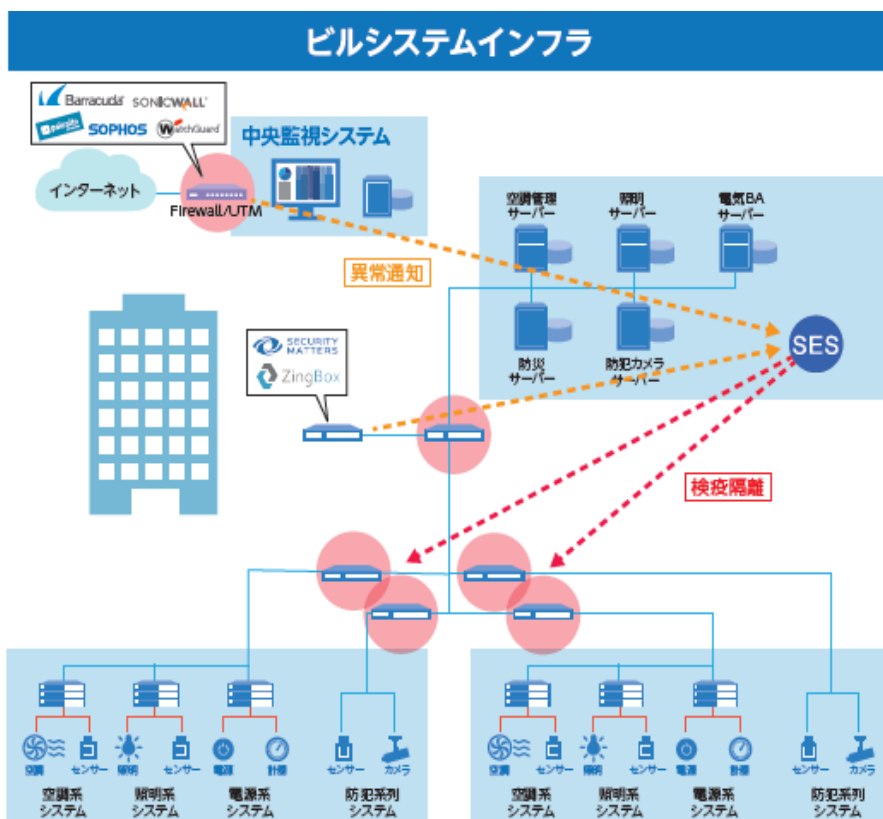 ビルシステムインフラ
Barracuda
SONICWALL
paloalto
SOPHOS
WatchGuard
中央監視システム
インターネット
Firewall/UTM
空調管理
サーバー
照明
サーバー
電気BA
サーバー
異常通知
SECURITY
MATTERS
ZingBox
防災
サーバー
防犯カメラ
サーバー
SES
検疫隔離
空調
センサー
照明
センサー
電源
計器
センサー
カメラ
空調系
システム
照明系
システム
電源系
システム
防犯系列
システム
空調
センサー
照明
センサー
電源
計器
センサー
カメラ
空調系
システム
照明系
システム
電源系
システム
防犯系列
システム